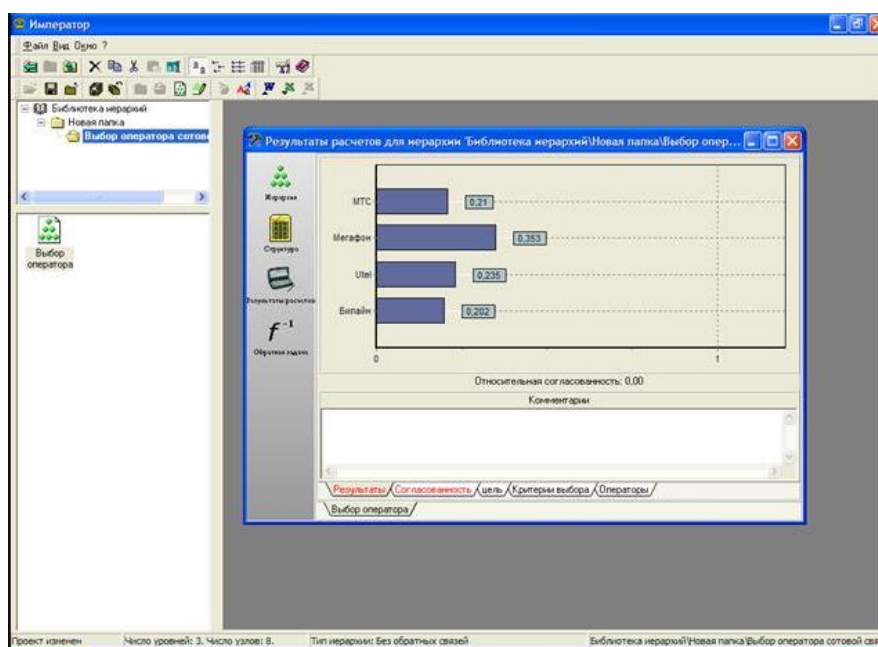 Император
Файл Вид Окно ?
Библиотека иерархий
Новая папка
Выбор оператора сотов
Выбор
оператора
Результаты расчетов для иерархии 'Библиотека иерархий\Новая папка\Выбор опер...
Иерархия
Структура
Результаты расчетов
f⁻¹
Обратная задача
МТС 0,21
Мегафон 0,353
Utel 0,235
Билайн 0,202
0 1
Относительная согласованность: 0,00
Комментарии
Результаты Согласованность цель Критерии выбора Операторы
Выбор оператора
Проект изменен Число уровней: 3. Число узлов: 8. Тип иерархии: Без обратных связей Библиотека иерархий\Новая папка\Выбор оператора сотовой свя